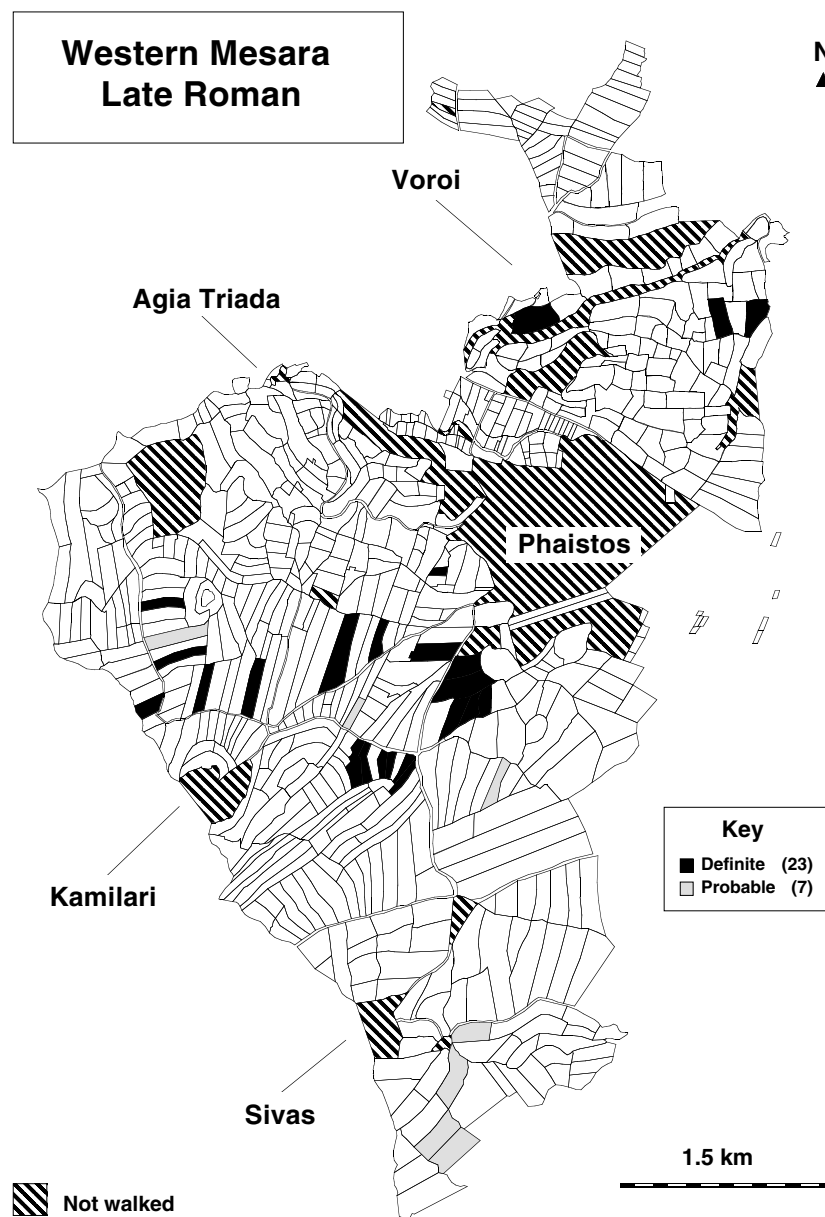 Western Mesara
Late Roman
N
Voroi
Agia Triada
Phaistos
Key
Definite (23)
Probable (7)
Kamilari
Sivas
1.5 km
Not walked